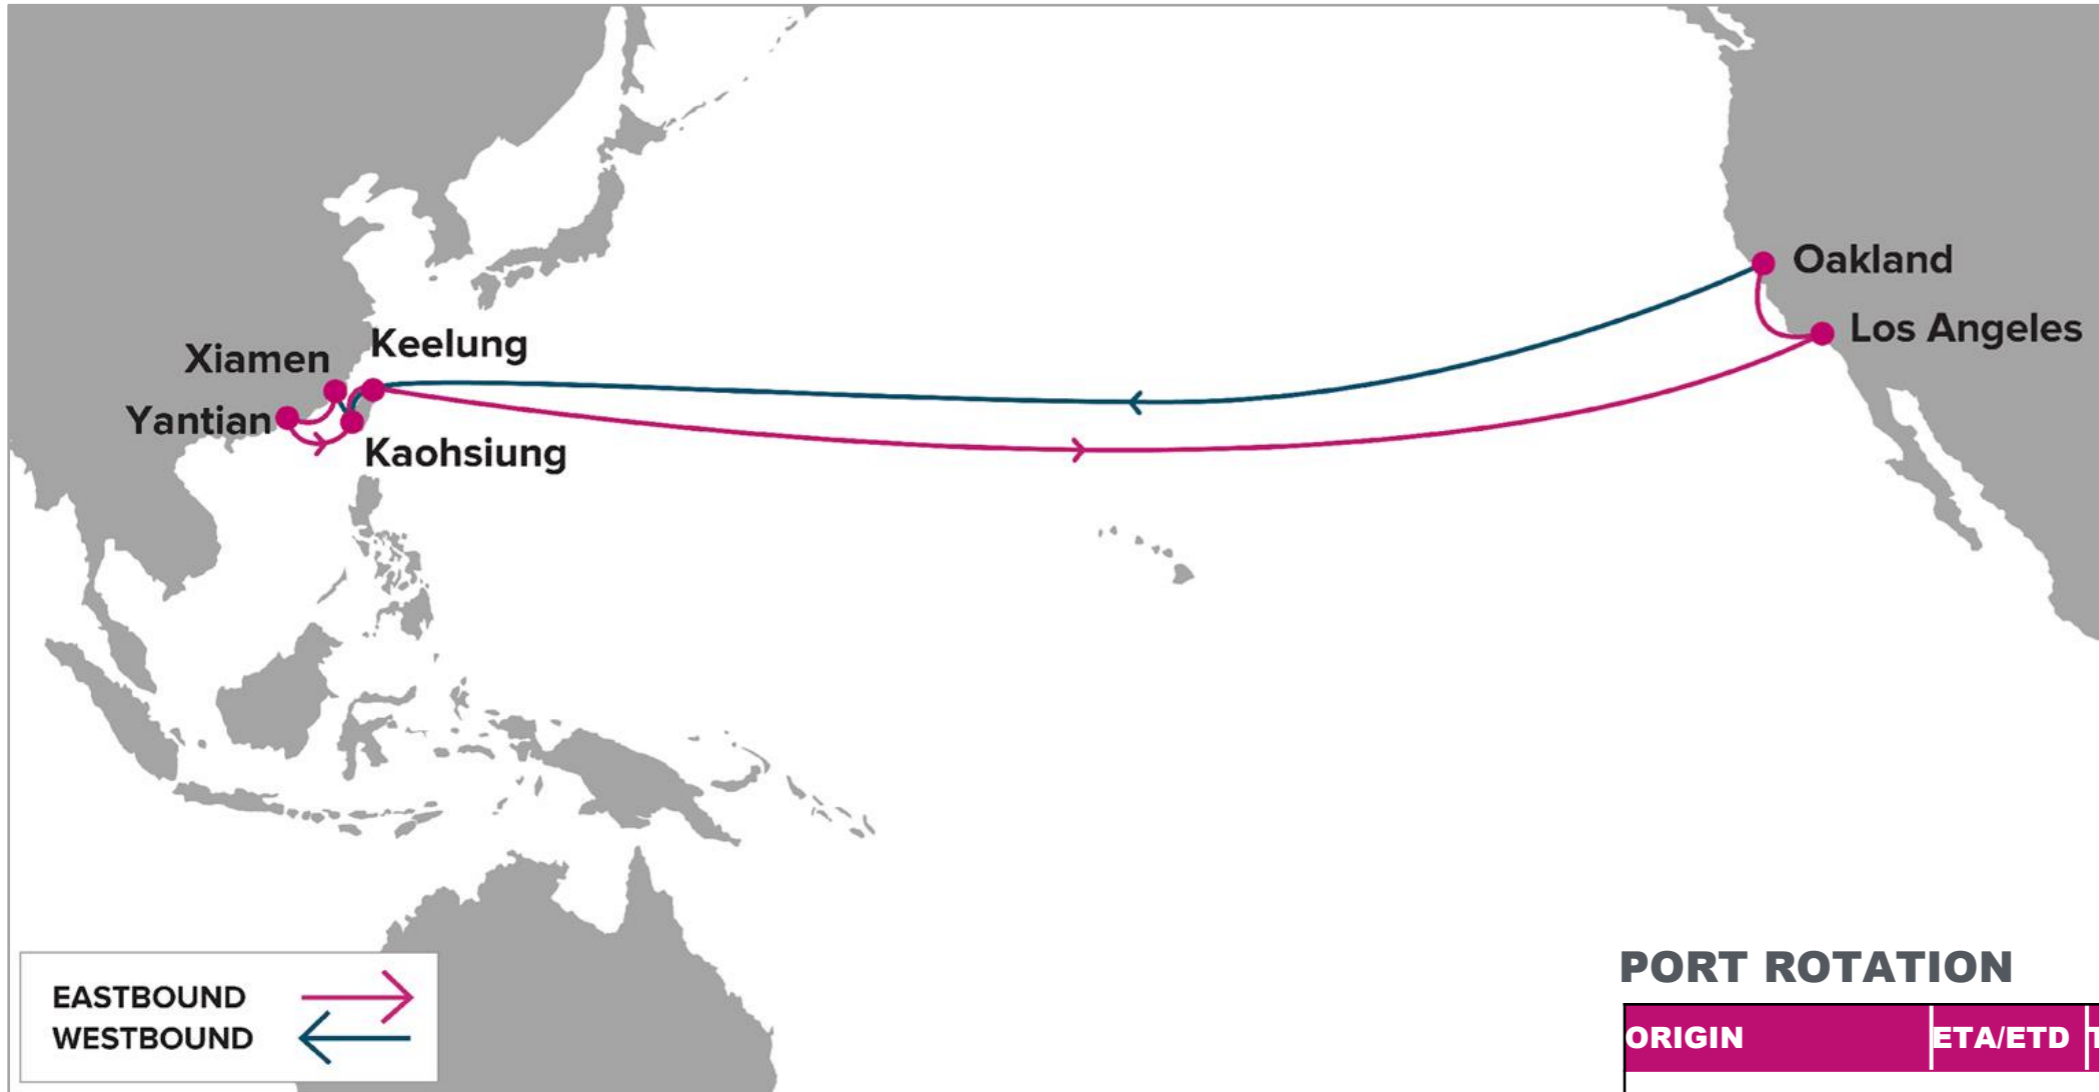 Oakland
Los Angeles
Keelung
Xiamen
Yantian
Kaohsiung
EASTBOUND
WESTBOUND
PORT ROTATION
ORIGIN ETA/ETD